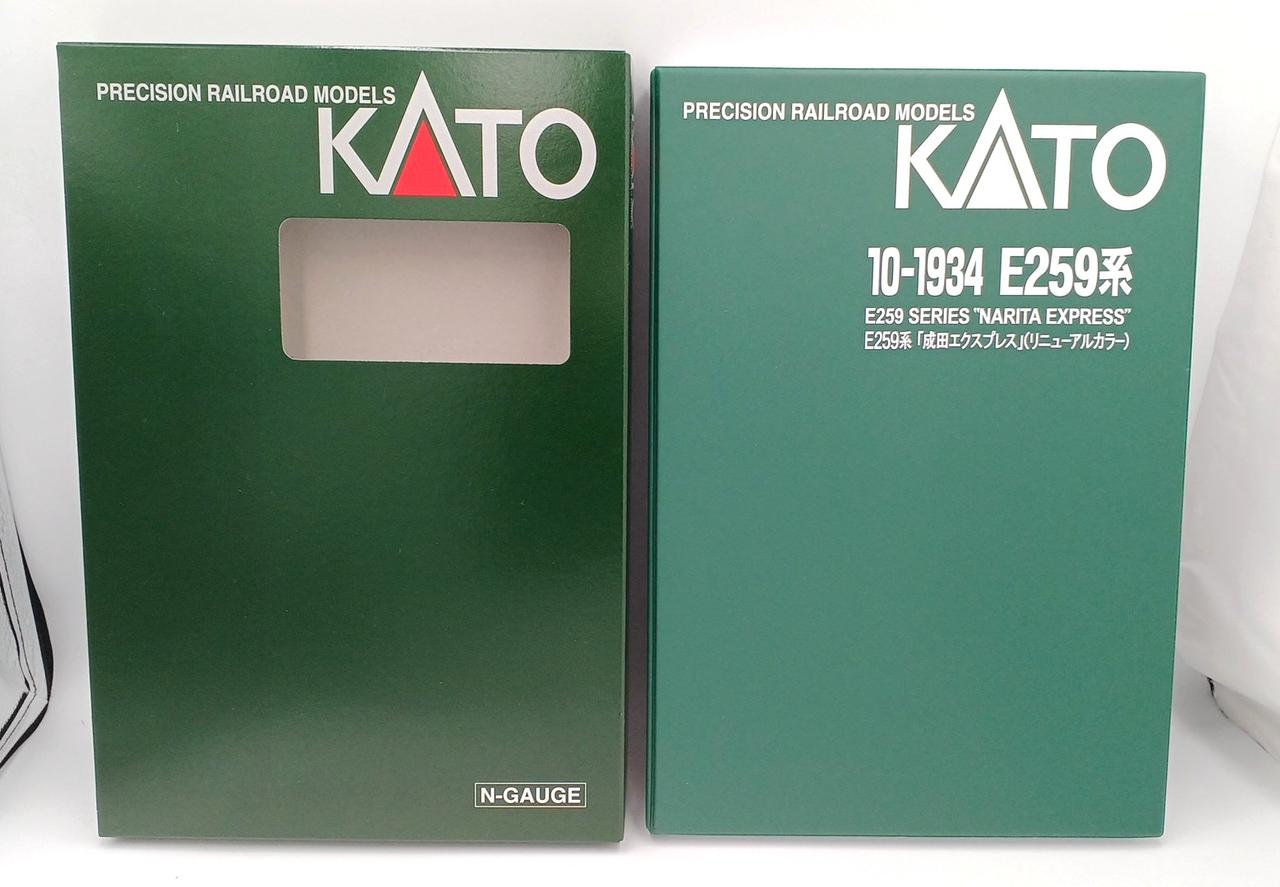 PRECISION RAILROAD MODELS
KATO
N-GAUGE
PRECISION RAILROAD MODELS
KATO
10-1934 E259系
E259 SERIES "NARITA EXPRESS"
E259系「成田エクスプレス」(リニューアルカラー)